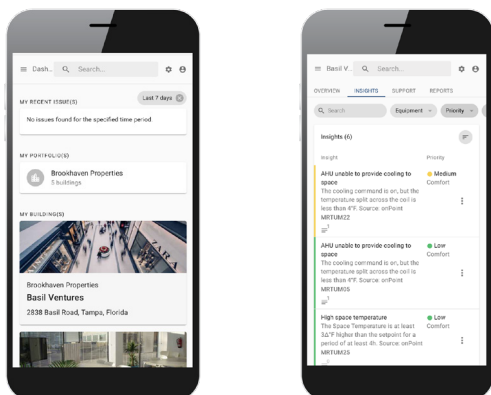 Dash..
Search...
MY RECENT ISSUE(S)
Last 7 days
No issues found for the specified time period
MY PORTFOLIO(S)
Brookhaven Properties
5 buildings
MY BUILDING(S)
Brookhaven Properties
Basil Ventures
2838 Basil Road, Tampa, Florida
Basil V..
Search...
OVERVIEW INSIGHTS SUPPORT REPORTS
Search
Equipment
Priority
Insights (6)
Insight Priority
AHU unable to provide cooling to
space
Medium
Comfort
The cooling command is on, but the
temperature split across the coil is
less than 4°F. Source: onPoint
MRTUM22
1
AHU unable to provide cooling to
space
Low
Comfort
The cooling command is on, but the
temperature split across the coil is
less than 4°F. Source: onPoint
MRTUM05
1
High space temperature
Low
Comfort
The Space Temperature is at least
3Δ°F higher than the setpoint for a
period of at least 4h. Source: onPoint
MRTUM25